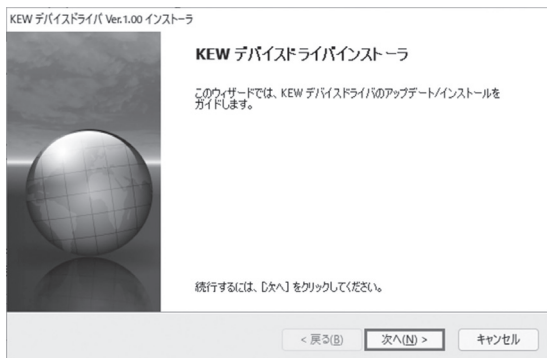 KEW デバイスドライバ Ver.1.00 インストーラ
KEW デバイスドライバインストーラ
このウィザードでは、KEW デバイスドライバのアップデート/インストールを
ガイドします。
続行するには、[次へ] をクリックしてください。
< 戻る(B)　次へ(N) >　キャンセル